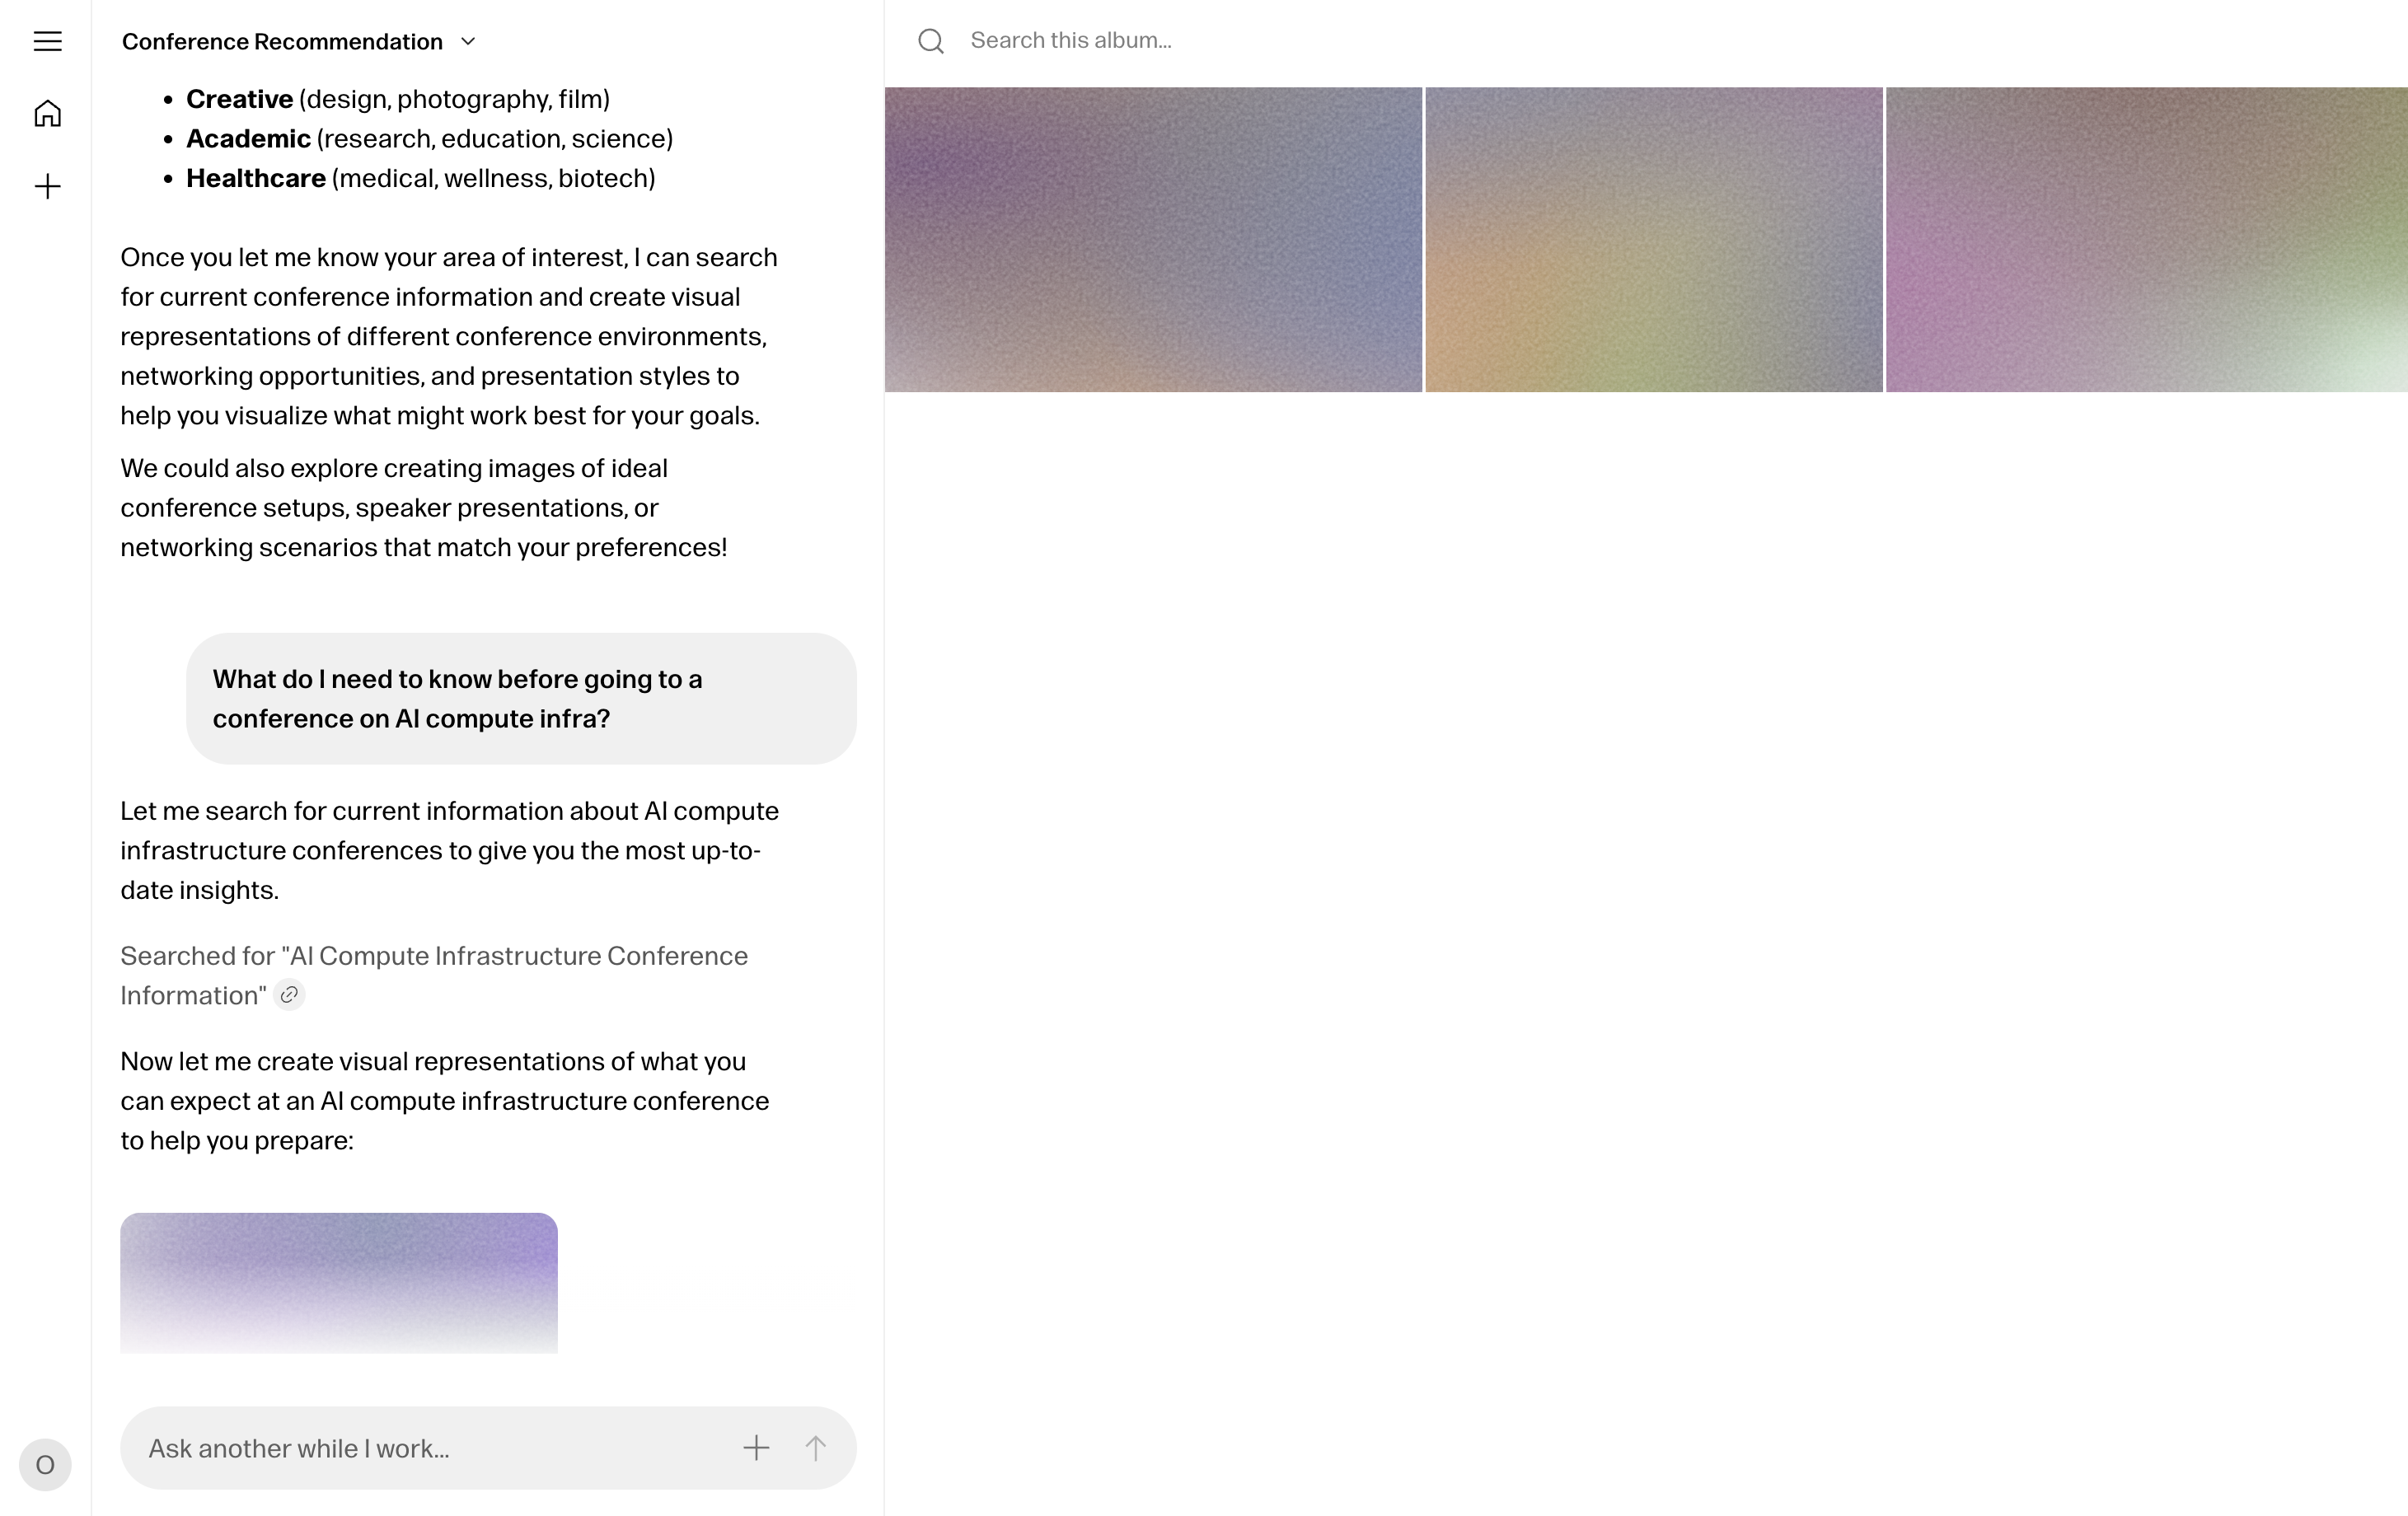 Conference Recommendation
Search this album...
• Creative (design, photography, film)
• Academic (research, education, science)
• Healthcare (medical, wellness, biotech)
Once you let me know your area of interest, I can search
for current conference information and create visual
representations of different conference environments,
networking opportunities, and presentation styles to
help you visualize what might work best for your goals.
We could also explore creating images of ideal
conference setups, speaker presentations, or
networking scenarios that match your preferences!
What do I need to know before going to a
conference on AI compute infra?
Let me search for current information about AI compute
infrastructure conferences to give you the most up-to-
date insights.
Searched for "AI Compute Infrastructure Conference
Information"
Now let me create visual representations of what you
can expect at an AI compute infrastructure conference
to help you prepare:
Ask another while I work...
O